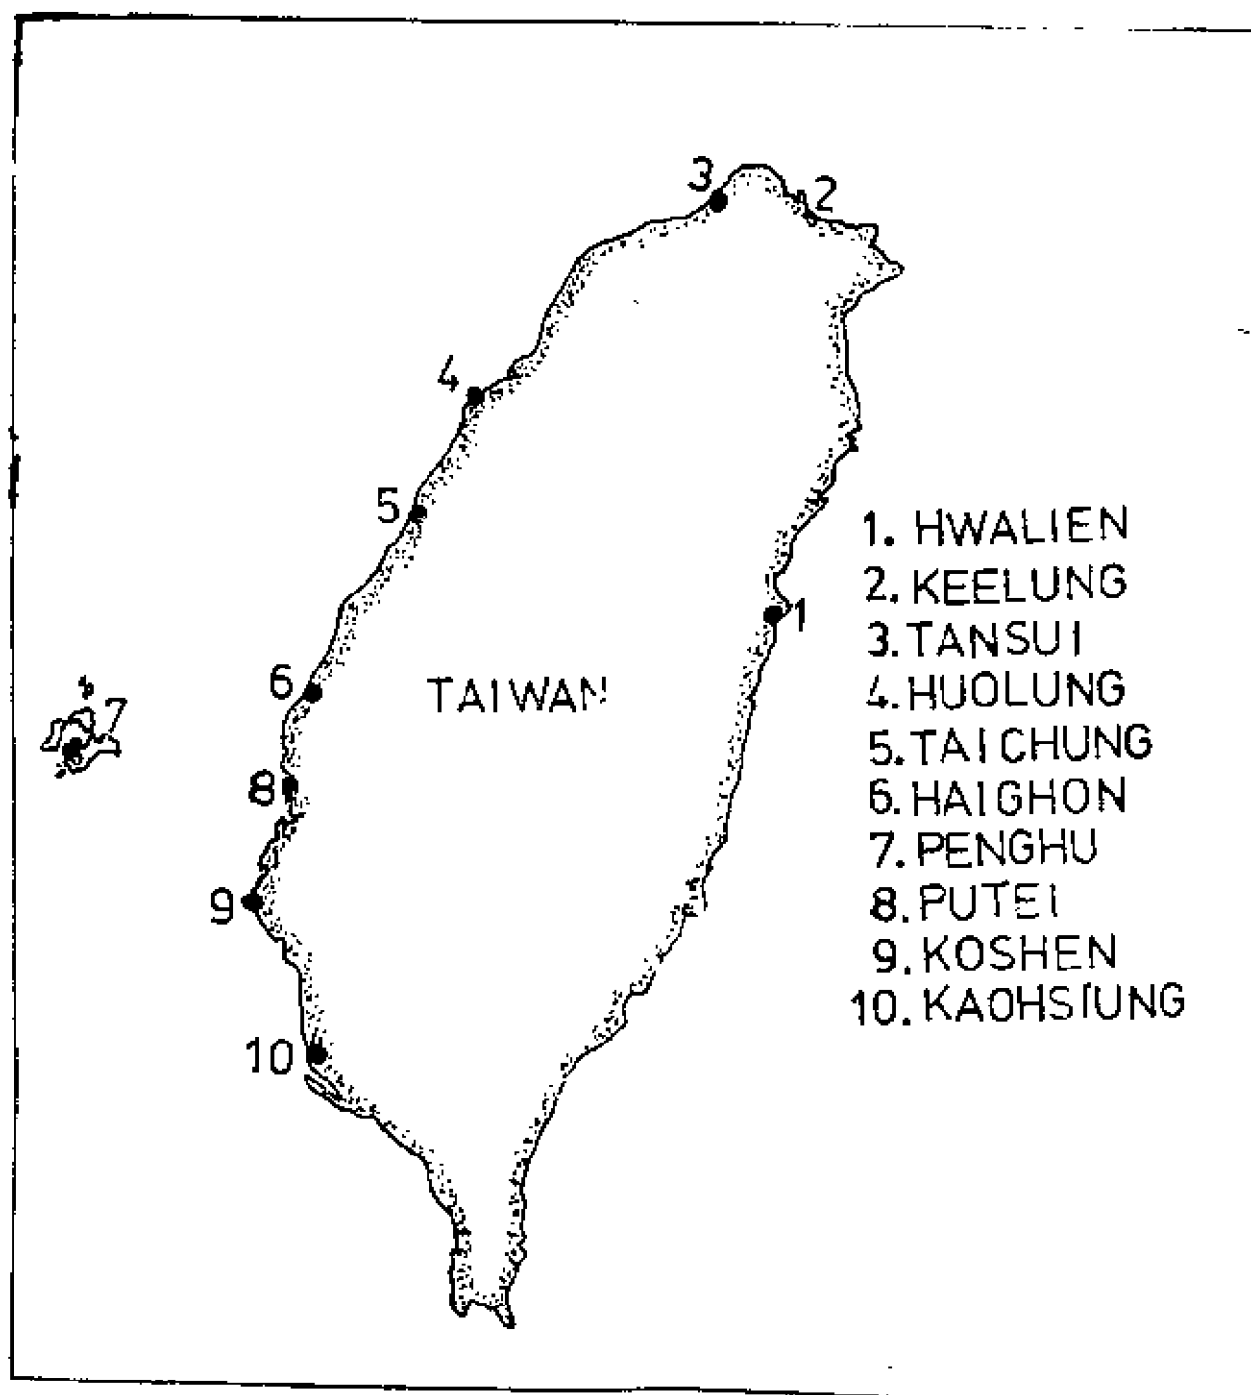 3
2
4
5
1
6
TAIWAN
7
8
9
10
1. HWALIEN
2. KEELUNG
3. TANSUI
4. HUOLUNG
5. TAICHUNG
6. HAIGHON
7. PENGHU
8. PUTEI
9. KOSHEN
10. KAOHSIUNG